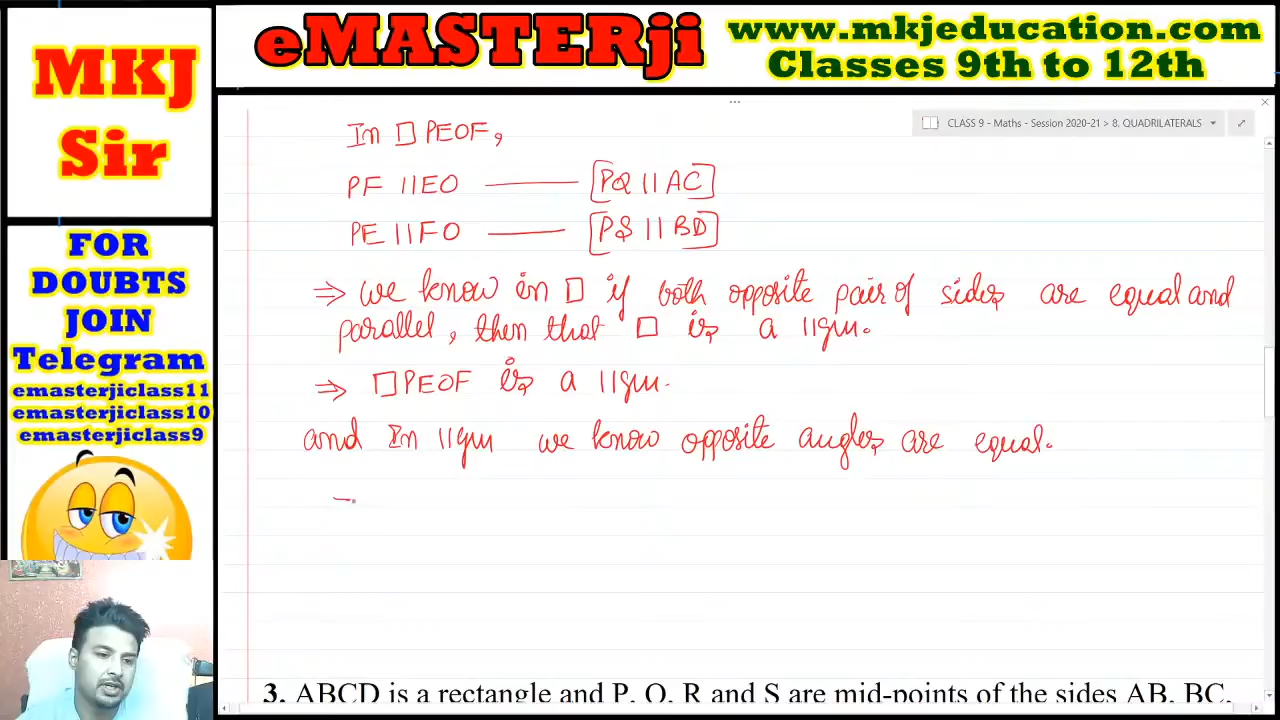 MKJ
Sir
eMASTERji
www.mkjeducation.com
Classes 9th to 12th
FOR
DOUBTS
JOIN
Telegram
emasterjiclass11
emasterjiclass10
emasterjiclass9
CLASS 9 - Maths - Session 2020-21 > 8. QUADRILATERALS
In □ PEOF,
PF || EO —— [PQ || AC]
PE || FO —— [PS || BD]
⇒ we know in □ if both opposite pair of sides are equal and
parallel, then that □ is a ||gm.
⇒ □PEOF is a ||gm.
and In ||gm we know opposite angles are equal.
3. ABCD is a rectangle and P, Q, R and S are mid-points of the sides AB, BC,